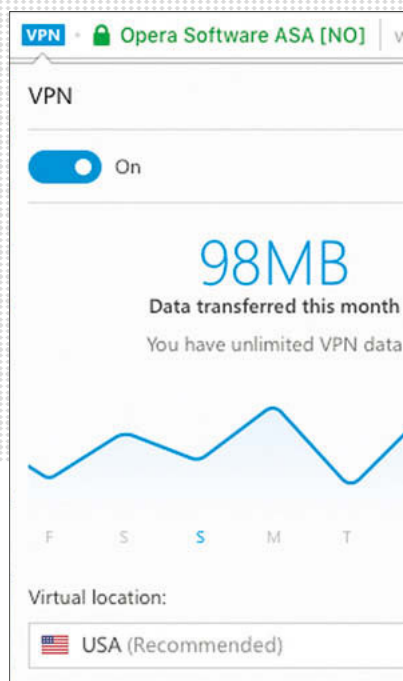 VPN Opera Software ASA [NO]
VPN
On
98MB
Data transferred this month
You have unlimited VPN data
F S S M T
Virtual location:
USA (Recommended)